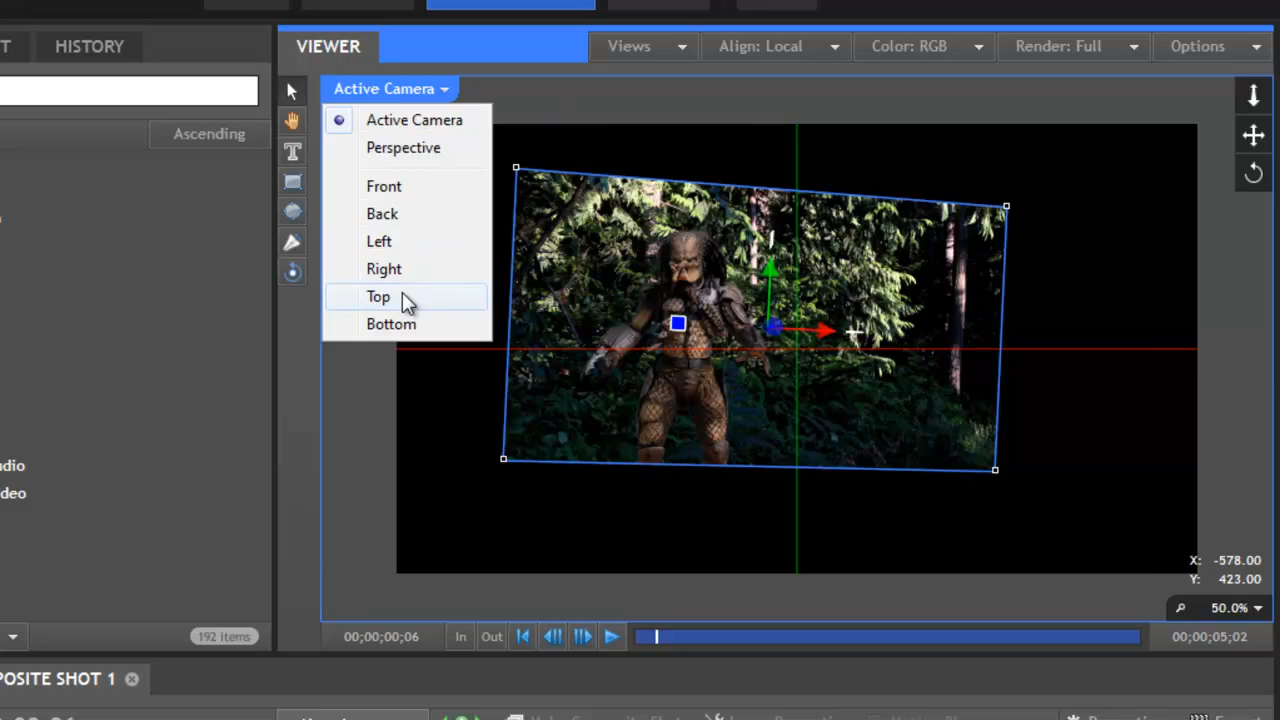 T HISTORY VIEWER Views Align: Local Color: RGB Render: Full Options
Active Camera
Active Camera
Ascending
Perspective
Front
Back
Left
Right
Top
Bottom
udio
ideo
X: -578.00
Y: 423.00
50.0%
192 items
00;00;00;06 In Out 00;00;05;02
POSITE SHOT 1